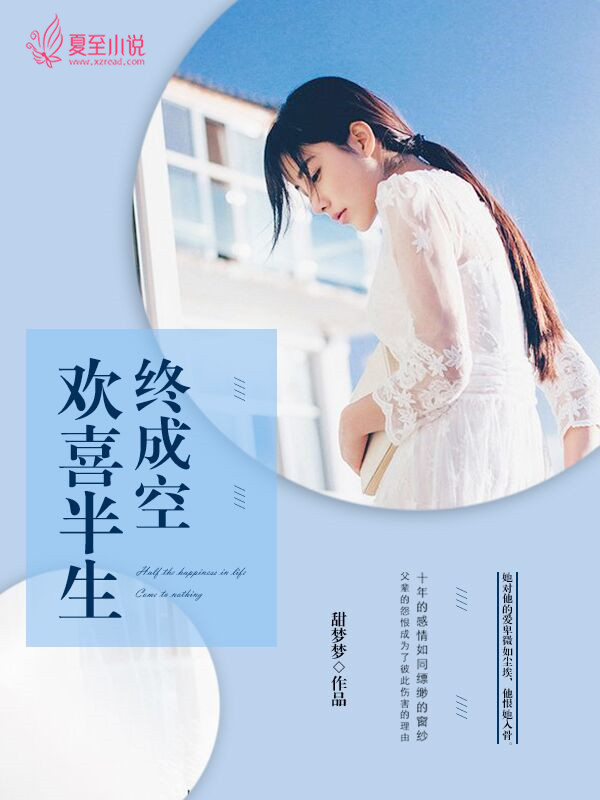 夏至小说
www.xzread.com
终成空
欢喜半生
Half the happiness in life
Come to nothing
她对他的爱卑微如尘埃、他恨她入骨。
十年的感情如同缥缈的窗纱
父辈的怨恨成为了彼此伤害的理由
甜梦梦◇作品